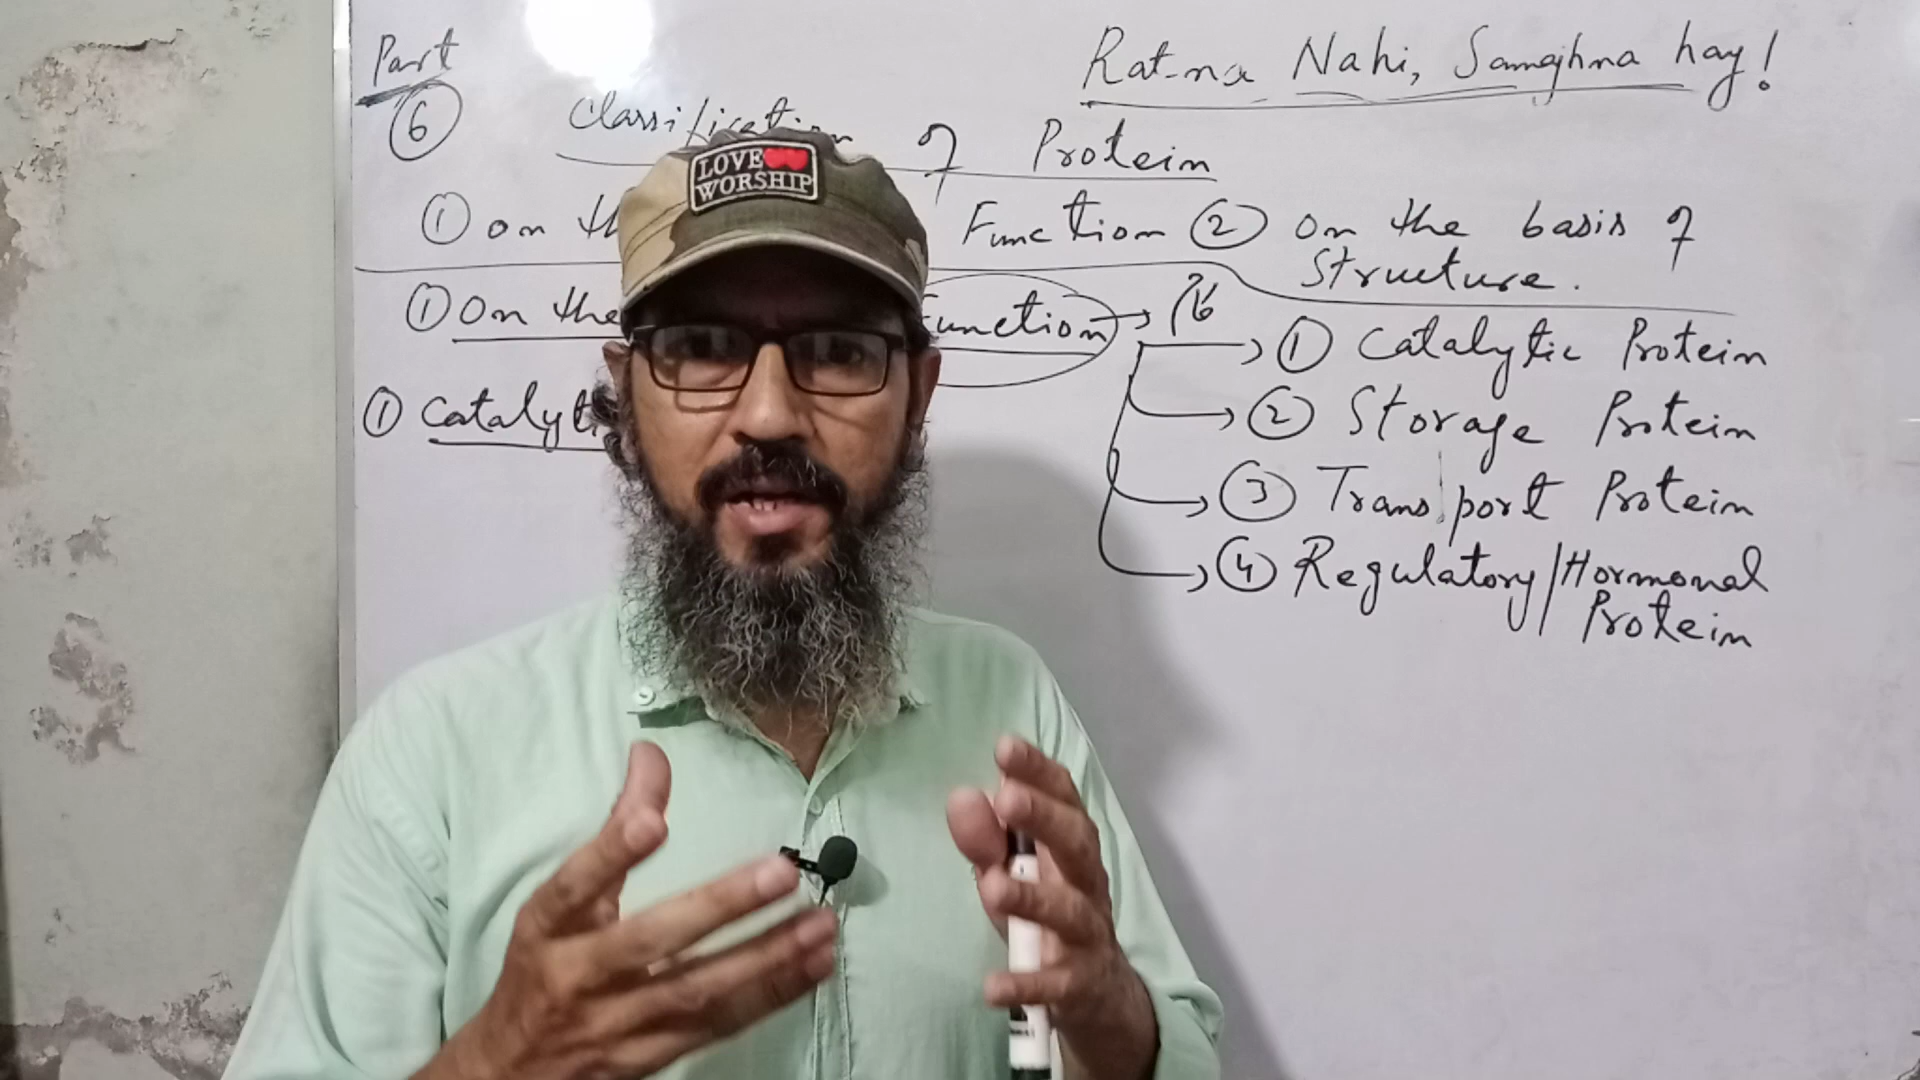 Part
6
Rat-na Nahi, Samajhna hay!
Classification of Protein
1 on th Function 2 on the basis of
Structure.
1 On the Function
1 Catalytic Protein
2 Storage Protein
3 Transport Protein
4 Regulatory/Hormonal
Protein
1 Catalyti
LOVE
WORSHIP